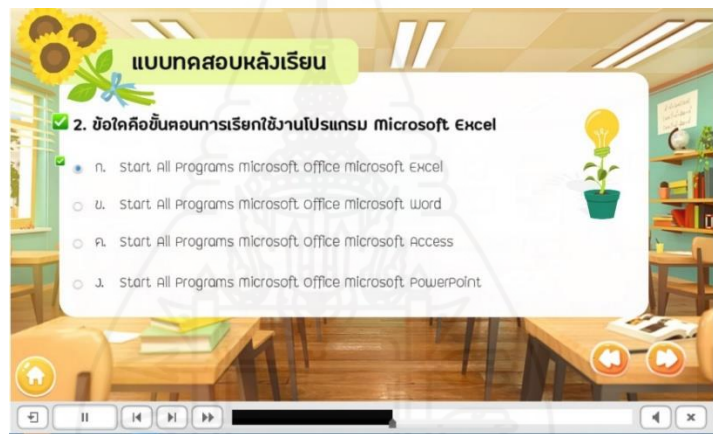 แบบทดสอบหลังเรียน
2. ข้อใดคือขั้นตอนการเรียกใช้งานโปรแกรม Microsoft Excel
ก. Start All Programs Microsoft Office Microsoft Excel
ข. Start All Programs Microsoft Office Microsoft Word
ค. Start All Programs Microsoft Office Microsoft Access
ง. Start All Programs Microsoft Office Microsoft PowerPoint